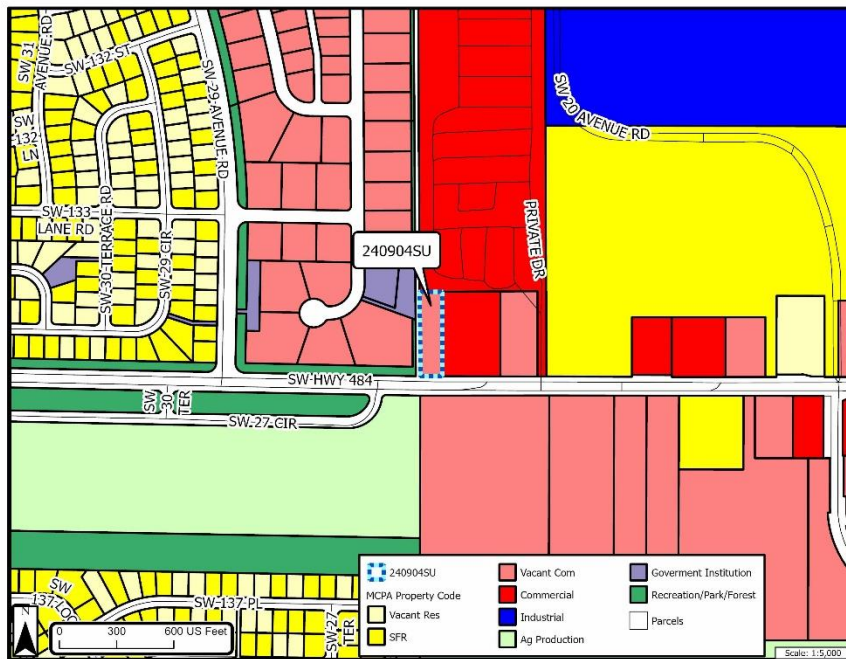 SW 31
AVENUE RD
SW-132 ST
SW-29-AVENUE-RD
SW 20 AVENUE RD
SW
132
LN
SW-133
LANE RD
SW-30-TERRACE-RD
SW-29-CIR
PRIVATE DR
240904SU
SW-HWY 484
SW
30
TER
SW-27 CIR
SW
137-LOOP
SW-137-PL
SW-27
TER
N
0 300 600 US Feet
240904SU
MCPA Property Code
Vacant Res
SFR
Vacant Com
Commercial
Industrial
Ag Production
Goverment Institution
Recreation/Park/Forest
Parcels
Scale: 1:5,000